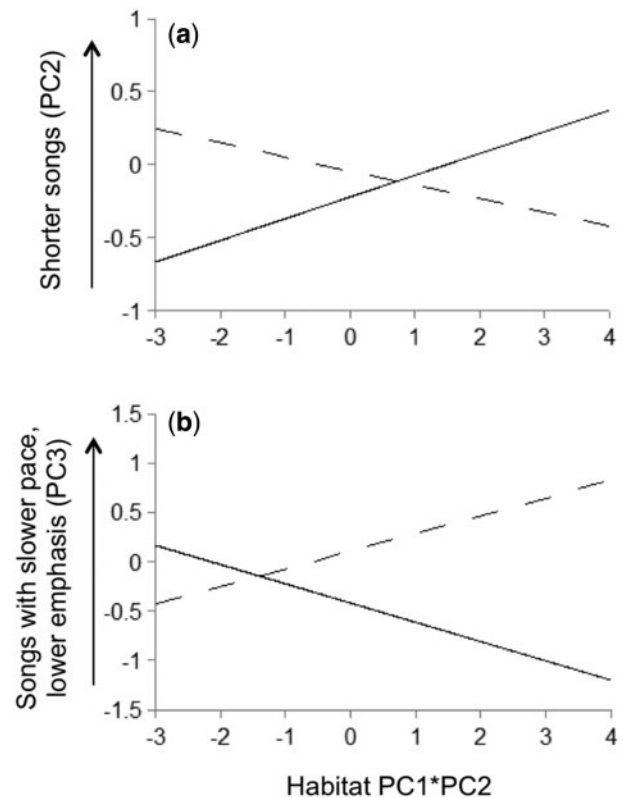 (a)
Shorter songs (PC2)
1
0.5
0
-0.5
-1
-3 -2 -1 0 1 2 3 4
(b)
Songs with slower pace,
lower emphasis (PC3)
1.5
1
0.5
0
-0.5
-1
-1.5
-3 -2 -1 0 1 2 3 4
Habitat PC1*PC2